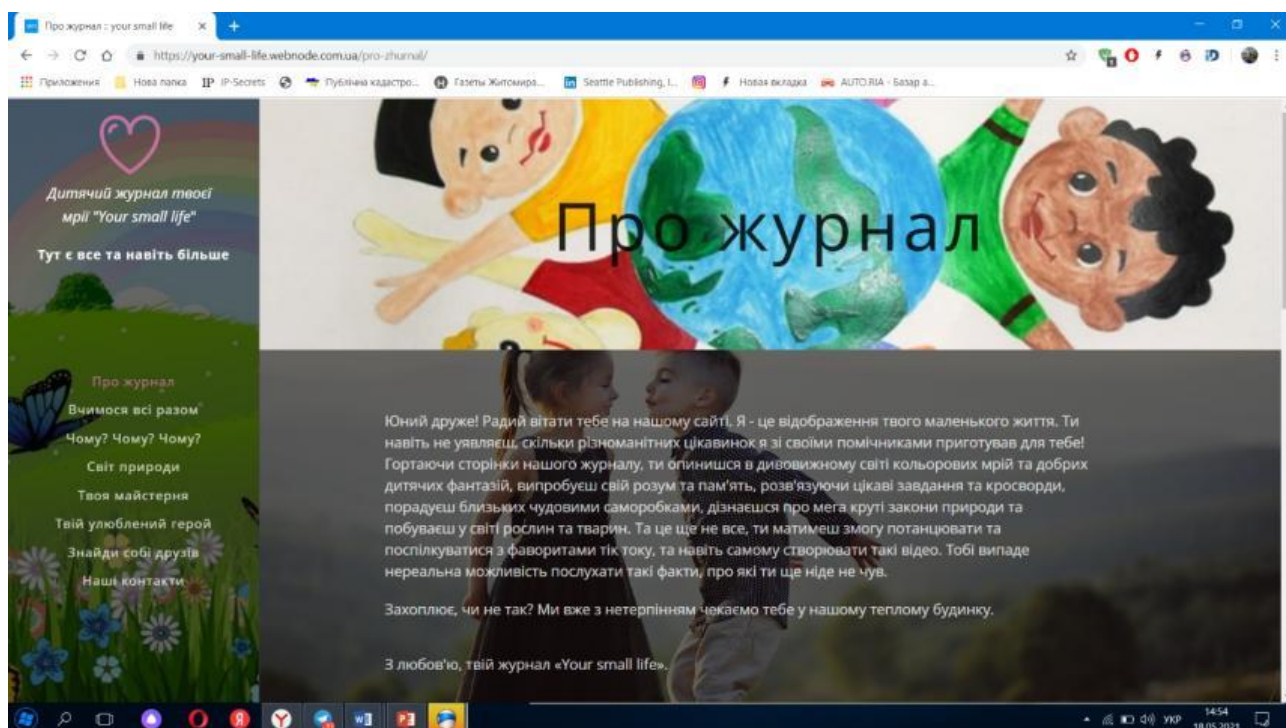 Про журнал :: your small life
https://your-small-life.webnode.com.ua/pro-zhurnal/
Приложения
Нова папка
IP IP-Secrets
Публічна кадастро...
Газеты Житомира...
in Seattle Publishing, I...
Новая вкладка
AUTO.RIA - Базар а...
Дитячий журнал твоєї
мрії "Your small life"
Тут є все та навіть більше
Про журнал
Вчимося всі разом
Чому? Чому? Чому?
Світ природи
Твоя майстерня
Твій улюблений герой
Знайди собі друзів
Наші контакти
Про журнал
Юний друже! Радий вітати тебе на нашому сайті. Я - це відображення твого маленького життя. Ти
навіть не уявляєш, скільки різноманітних цікавинок я зі своїми помічниками приготував для тебе!
Гортаючи сторінки нашого журналу, ти опинишся в дивовижному світі кольорових мрій та добрих
дитячих фантазій, випробуєш свій розум та пам'ять, розв'язуючи цікаві завдання та кросворди,
порадуєш близьких чудовими саморобками, дізнаєшся про мега круті закони природи та
побуваєш у світі рослин та тварин. Та це ще не все, ти матимеш змогу потанцювати та
поспілкуватися з фаворитами тік току, та навіть самому створювати такі відео. Тобі випаде
нереальна можливість послухати такі факти, про які ти ще ніде не чув.
Захоплює, чи не так? Ми вже з нетерпінням чекаємо тебе у нашому теплому будинку.
З любов'ю, твій журнал «Your small life».
УКР
14:54
18.05.2021